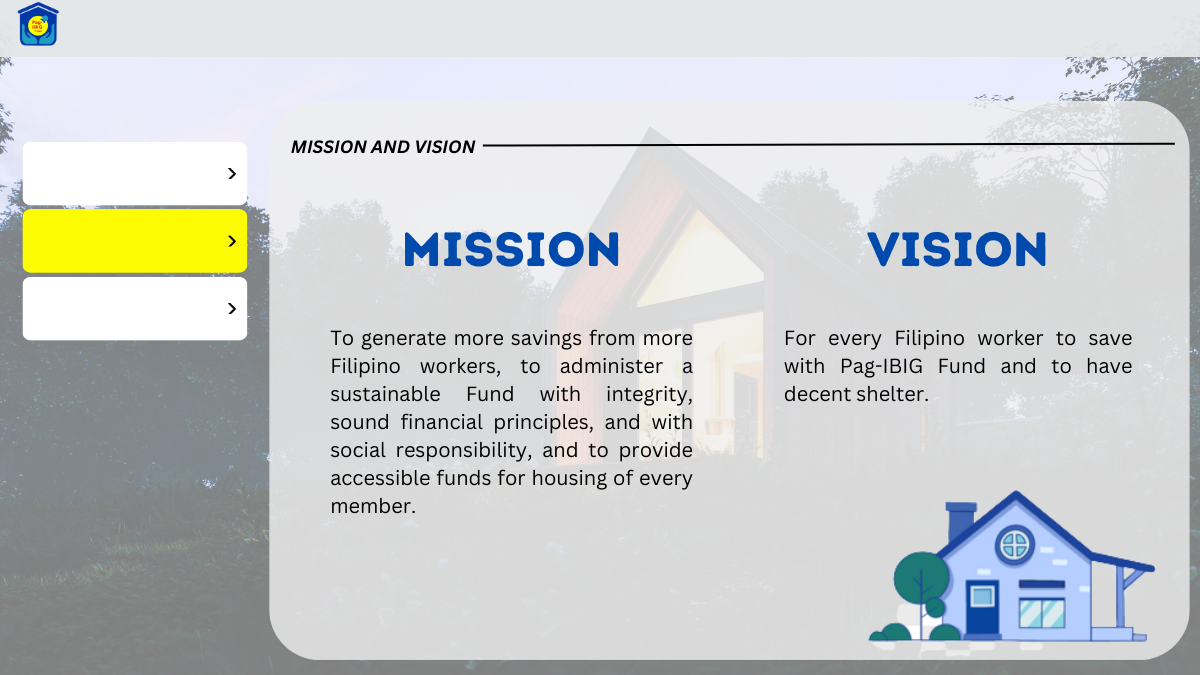 Pag-IBIG
MISSION AND VISION
MISSION
To generate more savings from more
Filipino workers, to administer a
sustainable Fund with integrity,
sound financial principles, and with
social responsibility, and to provide
accessible funds for housing of every
member.
VISION
For every Filipino worker to save
with Pag-IBIG Fund and to have
decent shelter.